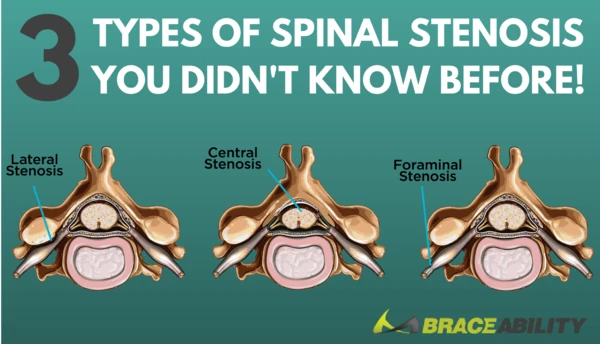 3 TYPES OF SPINAL STENOSIS
YOU DIDN'T KNOW BEFORE!
Lateral
Stenosis
Central
Stenosis
Foraminal
Stenosis
BRACEABILITY